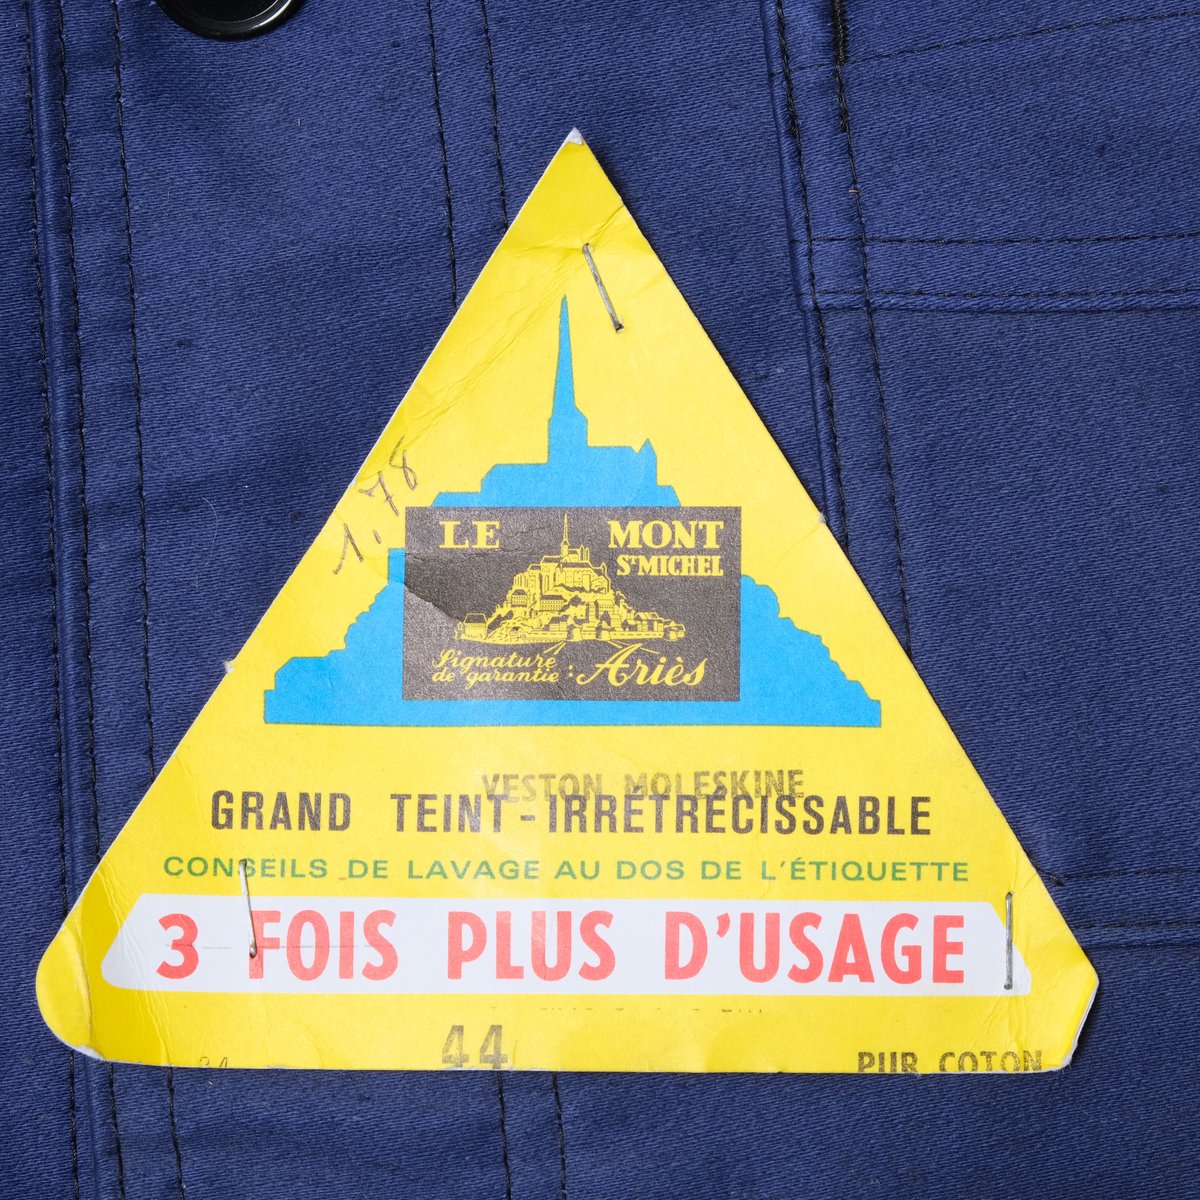 1,78
LE MONT
ST MICHEL
Signature
de garantie : Ariès
VESTON MOLESKINE
GRAND TEINT-IRRÉTRÉCISSABLE
CONSEILS DE LAVAGE AU DOS DE L'ÉTIQUETTE
3 FOIS PLUS D'USAGE
44
PUR COTON